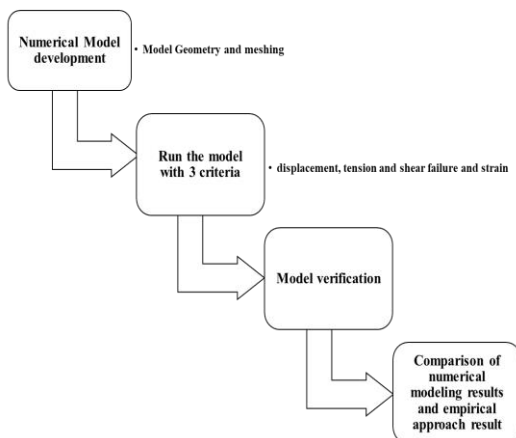 Numerical Model
development
• Model Geometry and meshing
Run the model
with 3 criteria
• displacement, tension and shear failure and strain
Model verification
Comparison of
numerical
modeling results
and empirical
approach result